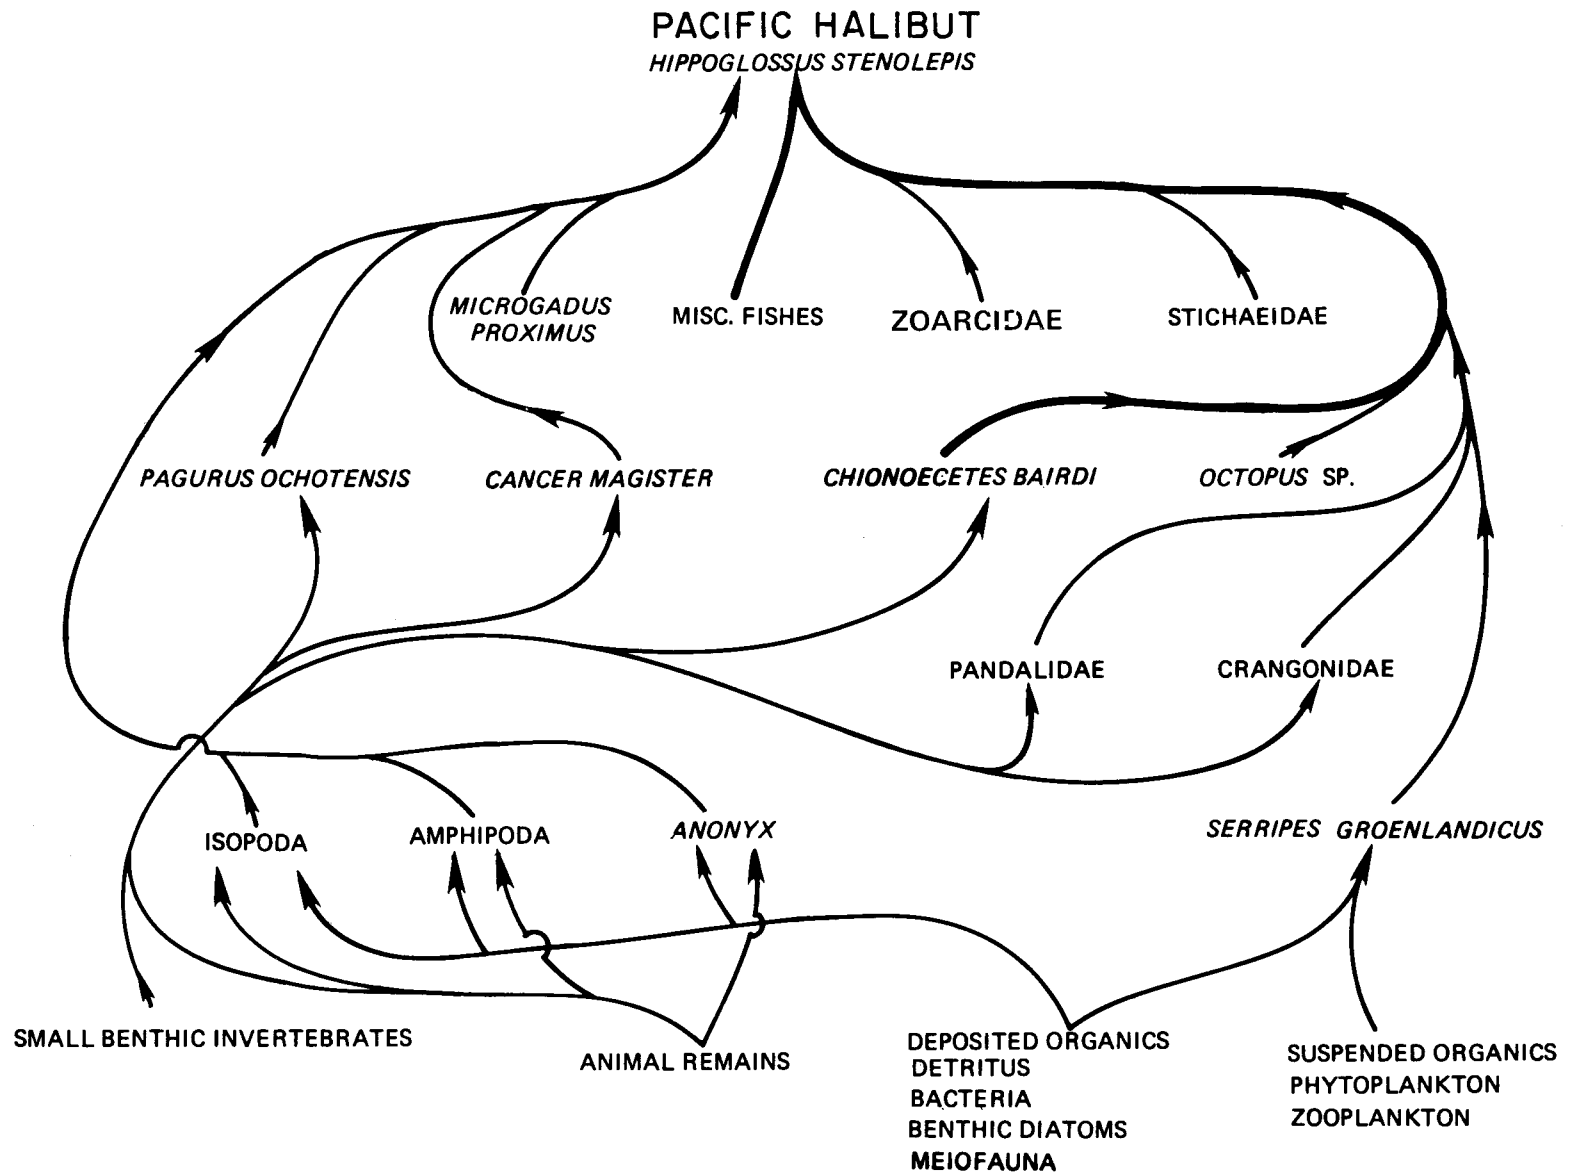 PACIFIC HALIBUT
HIPPOGLOSSUS STENOLEPIS
MICROGADUS
PROXIMUS
MISC. FISHES
ZOARCIDAE
STICHAEIDAE
PAGURUS OCHOTENSIS
CANCER MAGISTER
CHIONOECETES BAIRDI
OCTOPUS SP.
PANDALIDAE
CRANGONIDAE
ISOPODA
AMPHIPODA
ANONYX
SERRIPES GROENLANDICUS
SMALL BENTHIC INVERTEBRATES
ANIMAL REMAINS
DEPOSITED ORGANICS
DETRITUS
BACTERIA
BENTHIC DIATOMS
MEIOFAUNA
SUSPENDED ORGANICS
PHYTOPLANKTON
ZOOPLANKTON